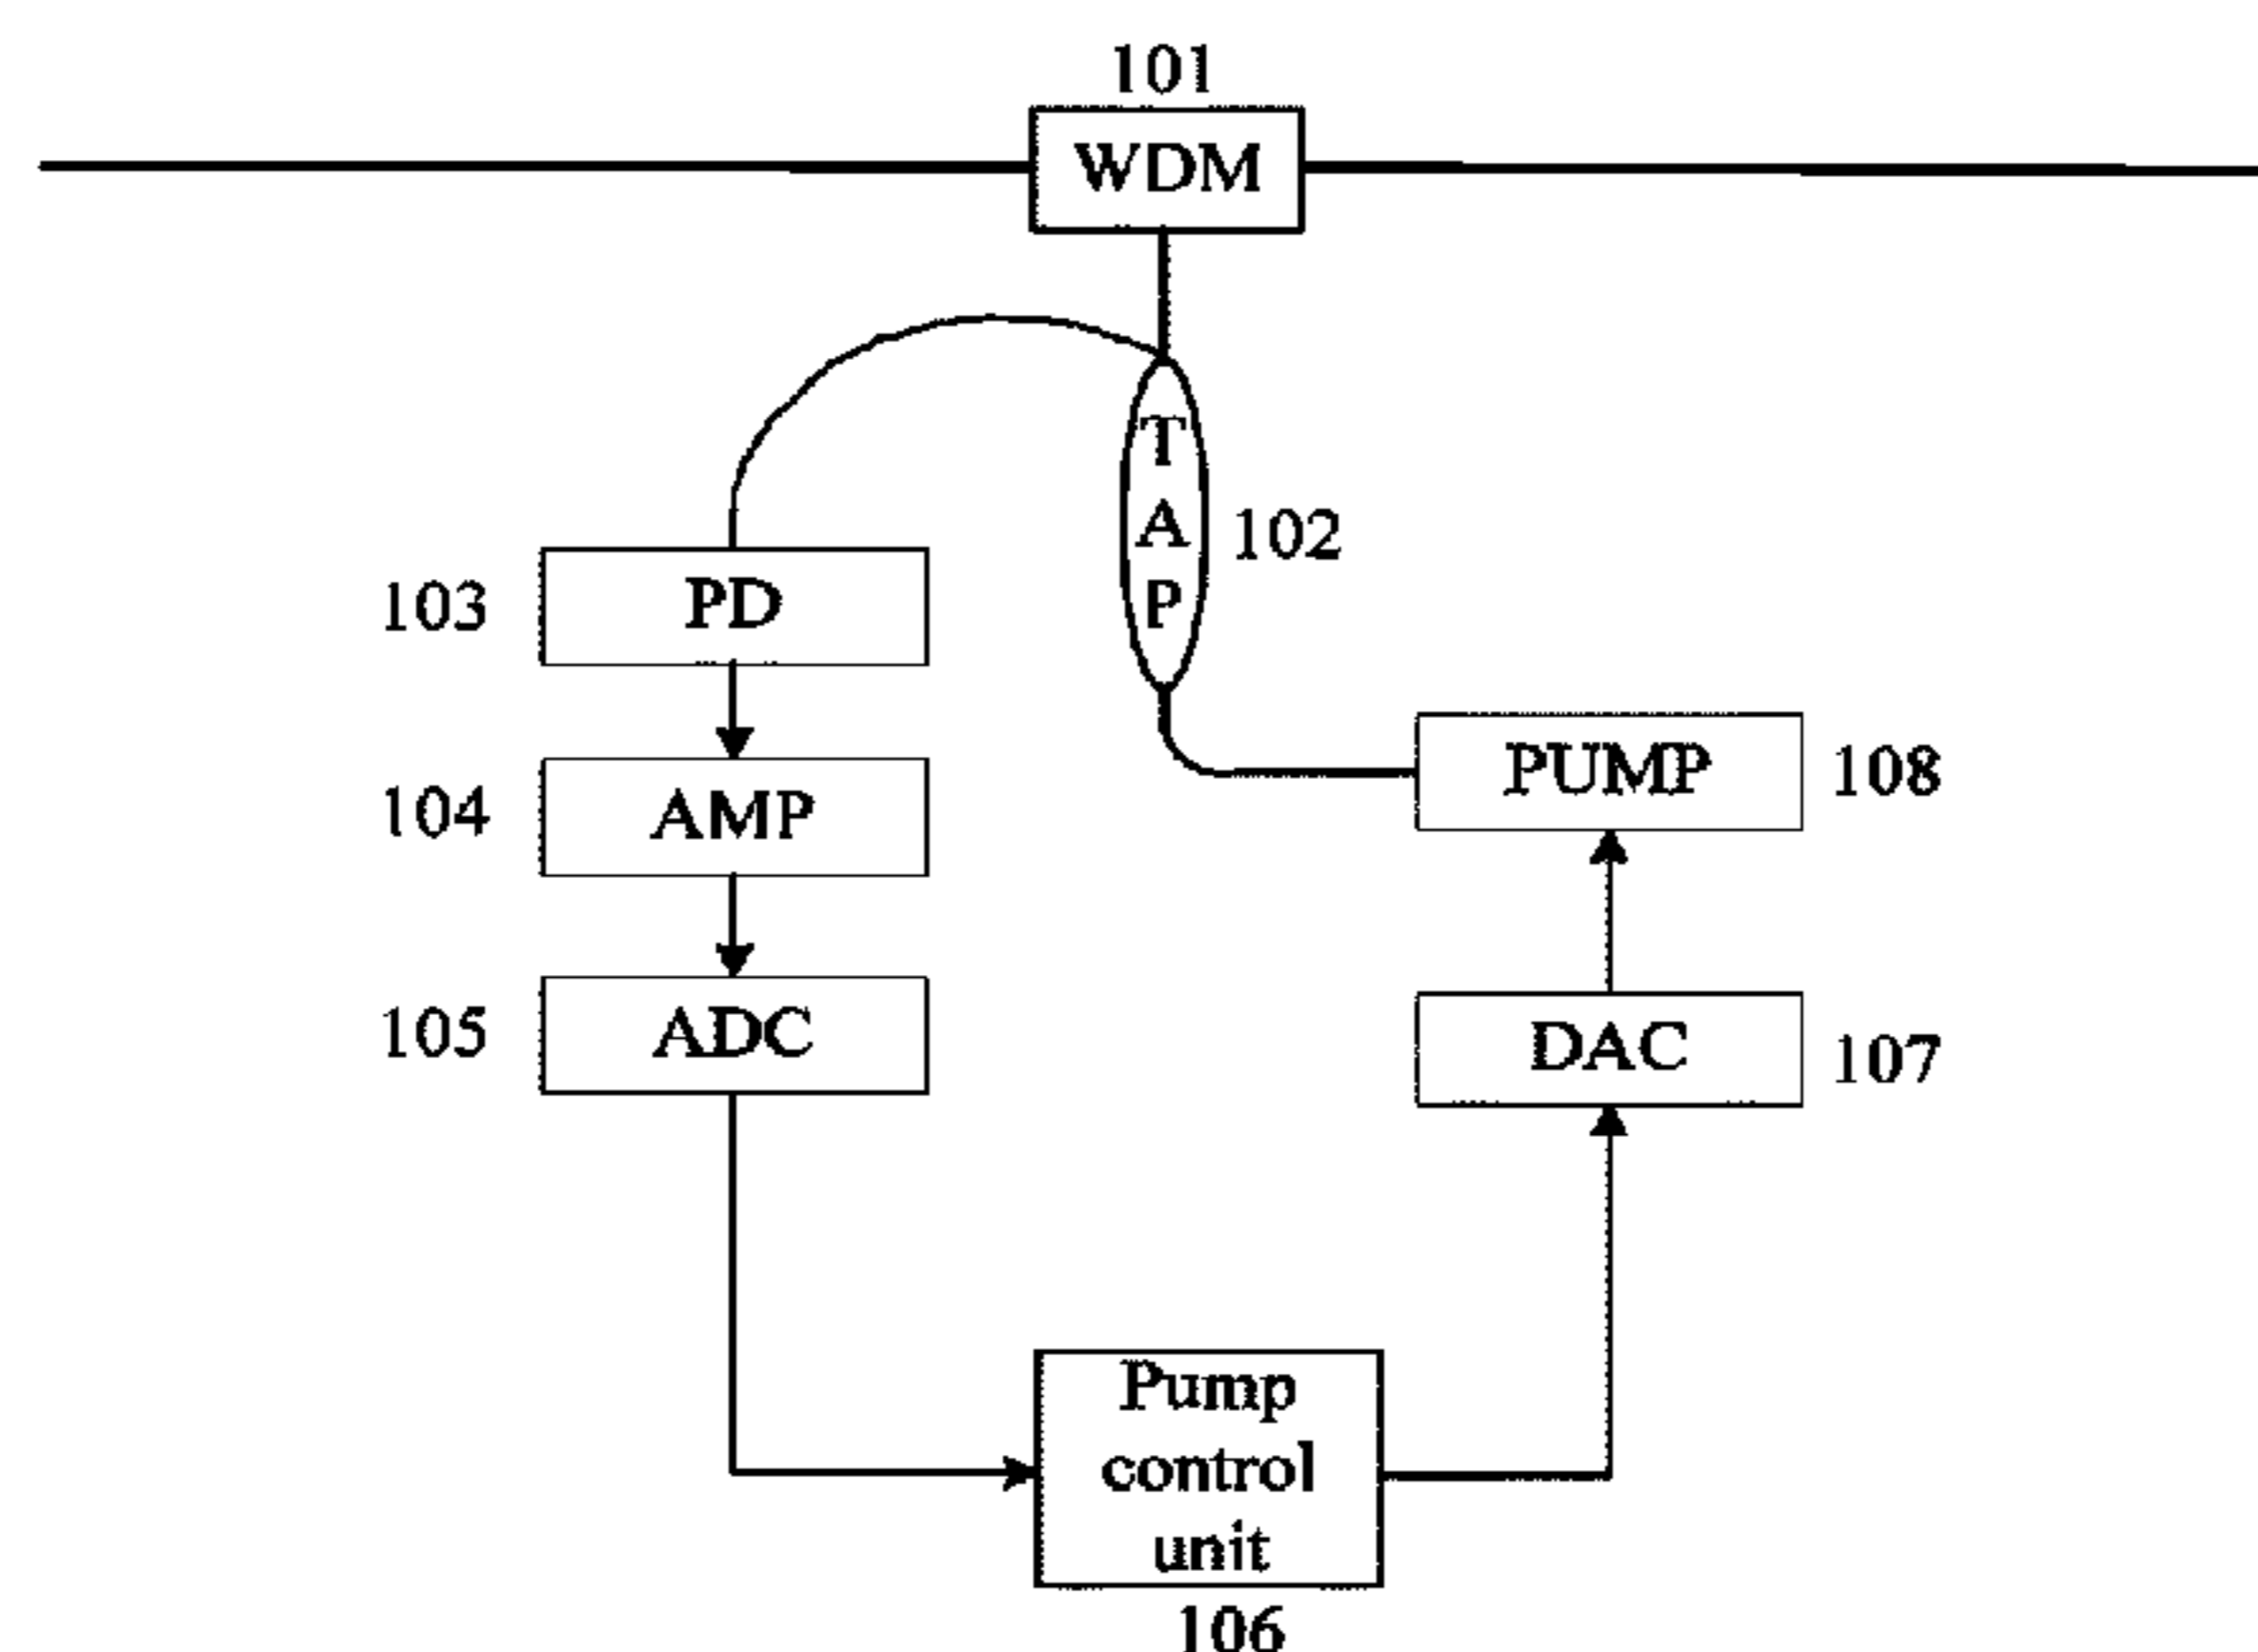 101
WDM
T
A
P
102
103
PD
104
AMP
105
ADC
PUMP
108
DAC
107
Pump
control
unit
106